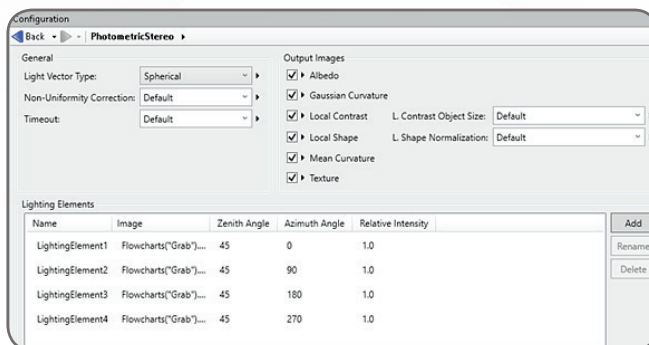 Configuration
Back PhotometricStereo
General
Light Vector Type: Spherical
Non-Uniformity Correction: Default
Timeout: Default
Output Images
Albedo
Gaussian Curvature
Local Contrast L. Contrast Object Size: Default
Local Shape L. Shape Normalization: Default
Mean Curvature
Texture
Lighting Elements
Name Image Zenith Angle Azimuth Angle Relative Intensity
LightingElement1 Flowcharts("Grab").... 45 0 1.0
LightingElement2 Flowcharts("Grab").... 45 90 1.0
LightingElement3 Flowcharts("Grab").... 45 180 1.0
LightingElement4 Flowcharts("Grab").... 45 270 1.0
Add
Rename
Delete